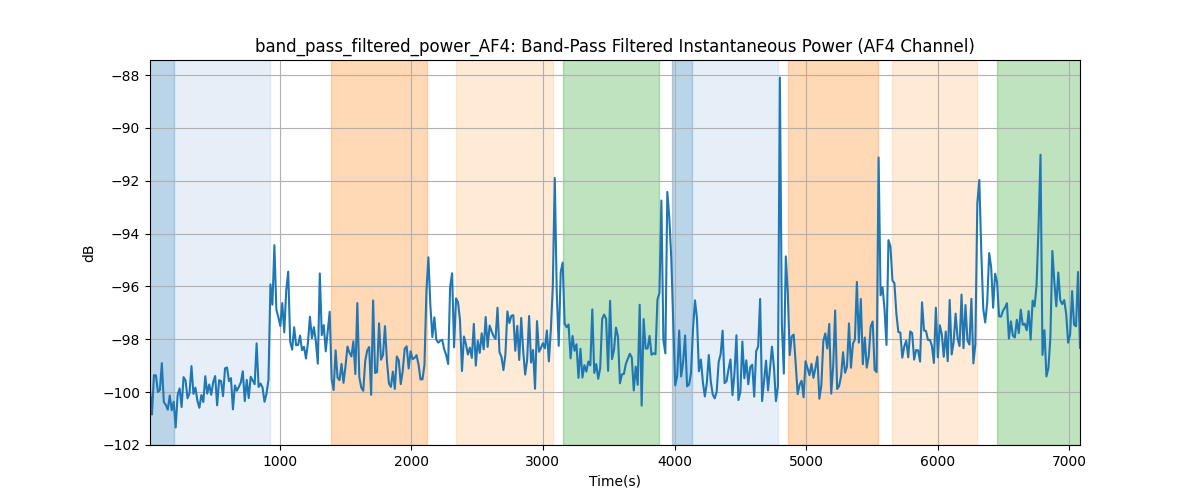 band_pass_filtered_power_AF4: Band-Pass Filtered Instantaneous Power (AF4 Channel)
−88
−90
−92
−94
−96
−98
−100
−102
dB
1000 2000 3000 4000 5000 6000 7000
Time(s)